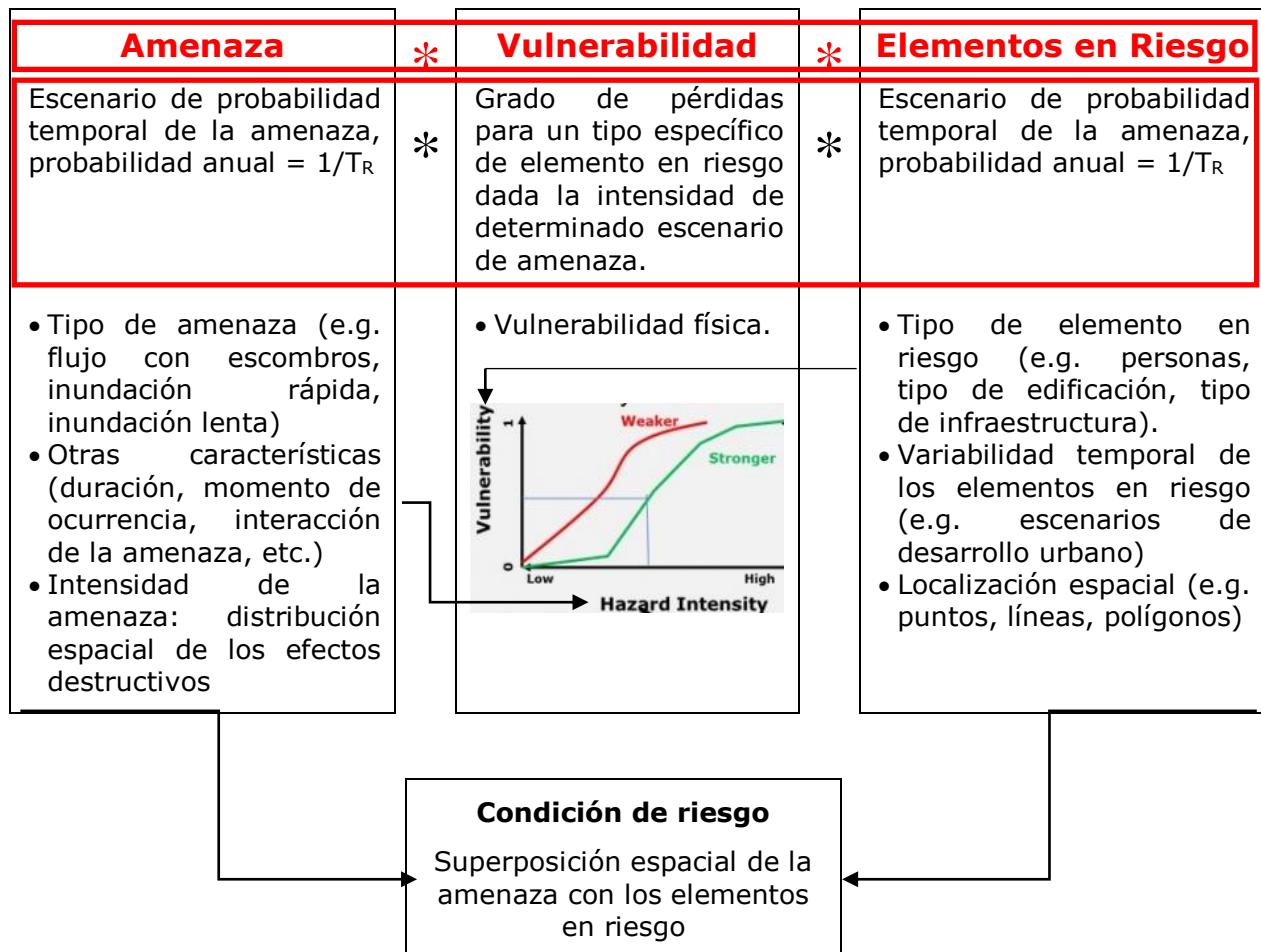 Amenaza * Vulnerabilidad * Elementos en Riesgo
Escenario de probabilidad
temporal de la amenaza,
probabilidad anual = 1/TR
*
Grado de pérdidas
para un tipo específico
de elemento en riesgo
dada la intensidad de
determinado escenario
de amenaza.
*
Escenario de probabilidad
temporal de la amenaza,
probabilidad anual = 1/TR
• Tipo de amenaza (e.g.
flujo con escombros,
inundación rápida,
inundación lenta)
• Otras características
(duración, momento de
ocurrencia, interacción
de la amenaza, etc.)
• Intensidad de la
amenaza: distribución
espacial de los efectos
destructivos
• Vulnerabilidad física.
Vulnerability
1
0
Weaker
Stronger
Low
High
Hazard Intensity
• Tipo de elemento en
riesgo (e.g. personas,
tipo de edificación, tipo
de infraestructura).
• Variabilidad temporal de
los elementos en riesgo
(e.g. escenarios de
desarrollo urbano)
• Localización espacial (e.g.
puntos, líneas, polígonos)
Condición de riesgo
Superposición espacial de la
amenaza con los elementos
en riesgo